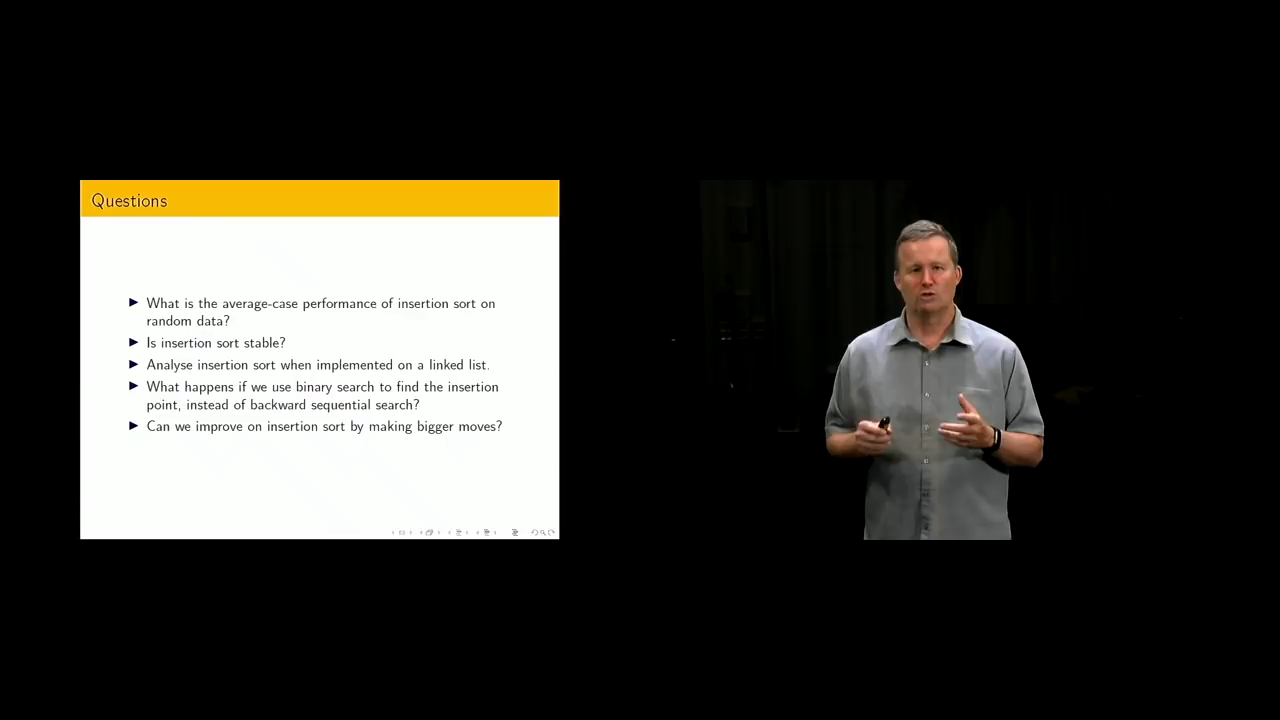 Questions
What is the average-case performance of insertion sort on
random data?
Is insertion sort stable?
Analyse insertion sort when implemented on a linked list.
What happens if we use binary search to find the insertion
point, instead of backward sequential search?
Can we improve on insertion sort by making bigger moves?